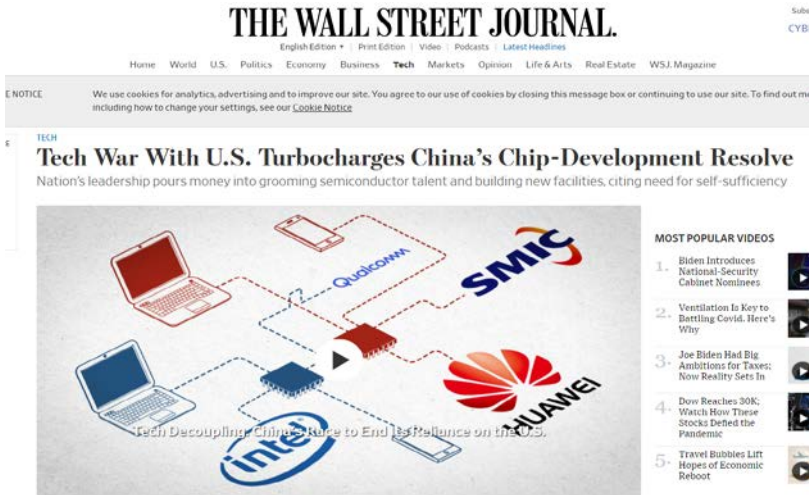 THE WALL STREET JOURNAL.
Subs
CYB
English Edition ▾ | Print Edition | Video | Podcasts | Latest Headlines
Home World U.S. Politics Economy Business Tech Markets Opinion Life & Arts Real Estate WSJ. Magazine
E NOTICE
We use cookies for analytics, advertising and to improve our site. You agree to our use of cookies by closing this message box or continuing to use our site. To find out mo
including how to change your settings, see our Cookie Notice
TECH
Tech War With U.S. Turbocharges China's Chip-Development Resolve
Nation's leadership pours money into grooming semiconductor talent and building new facilities, citing need for self-sufficiency
Qualcomm
SMIC
HUAWEI
intel
Tech Decoupling: China's Race to End Its Reliance on the U.S.
MOST POPULAR VIDEOS
1. Biden Introduces
National-Security
Cabinet Nominees
2. Ventilation Is Key to
Battling Covid. Here's
Why
3. Joe Biden Had Big
Ambitions for Taxes;
Now Reality Sets In
4. Dow Reaches 30K;
Watch How These
Stocks Defied the
Pandemic
5. Travel Bubbles Lift
Hopes of Economic
Reboot